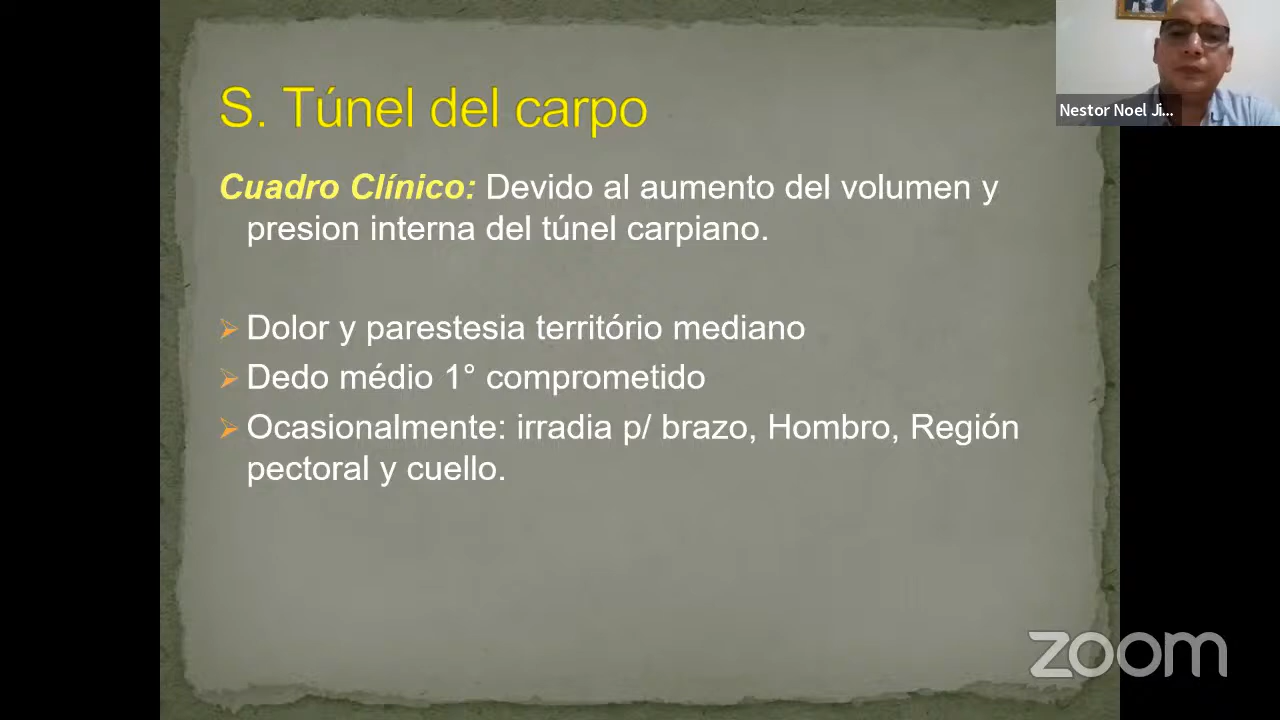 S. Túnel del carpo
Cuadro Clínico: Devido al aumento del volumen y
presion interna del túnel carpiano.
Dolor y parestesia território mediano
Dedo médio 1° comprometido
Ocasionalmente: irradia p/ brazo, Hombro, Región
pectoral y cuello.
Nestor Noel Ji...
zoom